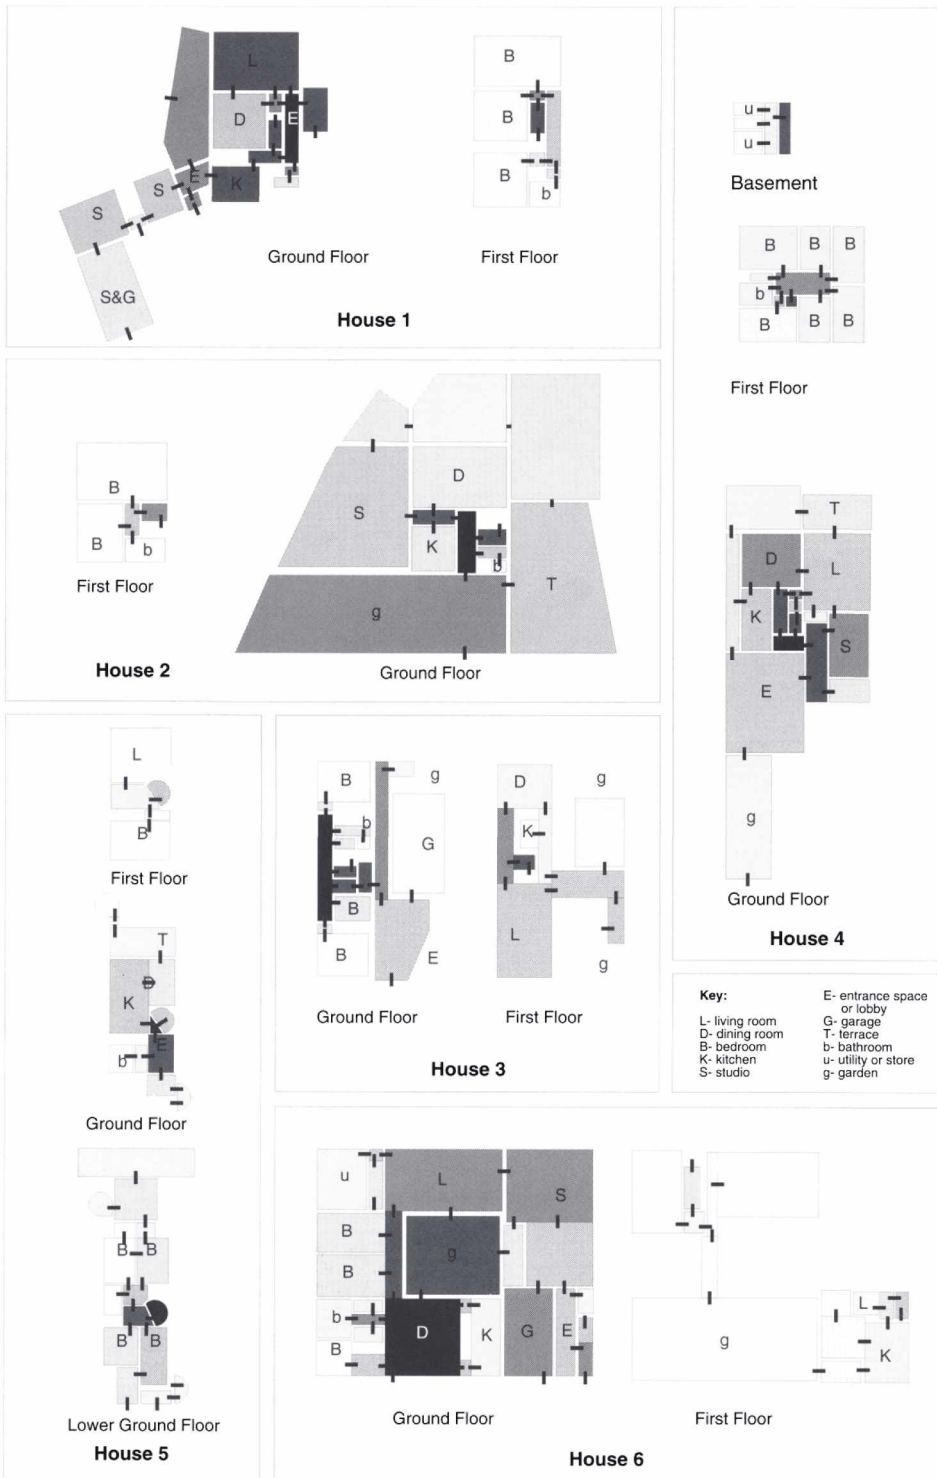 L
D
E
E
K
S
S
S&G
Ground Floor
B
B
B
b
First Floor
House 1
u
u
Basement
B
B
B
b
B
B
B
First Floor
T
D
L
K
S
E
g
Ground Floor
House 4
B
B
b
First Floor
D
S
K
b
T
g
Ground Floor
House 2
L
B
First Floor
T
D
K
E
b
Ground Floor
B
B
B
B
Lower Ground Floor
House 5
B
g
b
G
B
B
E
Ground Floor
D
g
K
L
g
First Floor
House 3
Key:
L- living room
D- dining room
B- bedroom
K- kitchen
S- studio
E- entrance space
or lobby
G- garage
T- terrace
b- bathroom
u- utility or store
g- garden
u
L
S
B
g
B
b
D
K
G
E
B
Ground Floor
L
g
K
First Floor
House 6